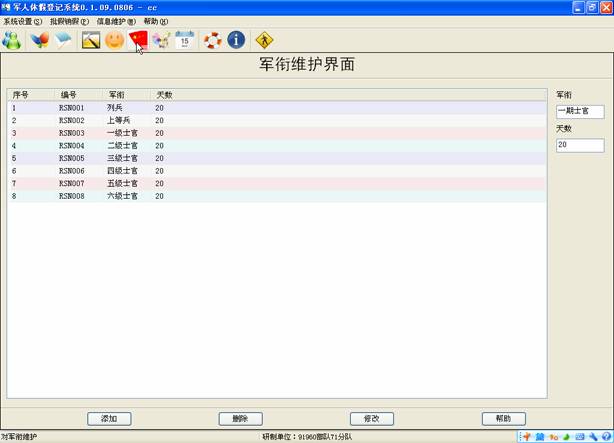 军人休假登记系统0.1.09.0806 - cc
系统设置(S) 批假销假(P) 信息维护(W) 帮助(H)
15
军衔维护界面
序号 编号 军衔 天数
1 RSN001 列兵 20
2 RSN002 上等兵 20
3 RSN003 一级士官 20
4 RSN004 二级士官 20
5 RSN005 三级士官 20
6 RSN006 四级士官 20
7 RSN007 五级士官 20
8 RSN008 六级士官 20
军衔
一期士官
天数
20
添加 删除 修改 帮助
对军衔维护 研制单位：91960部队71分队